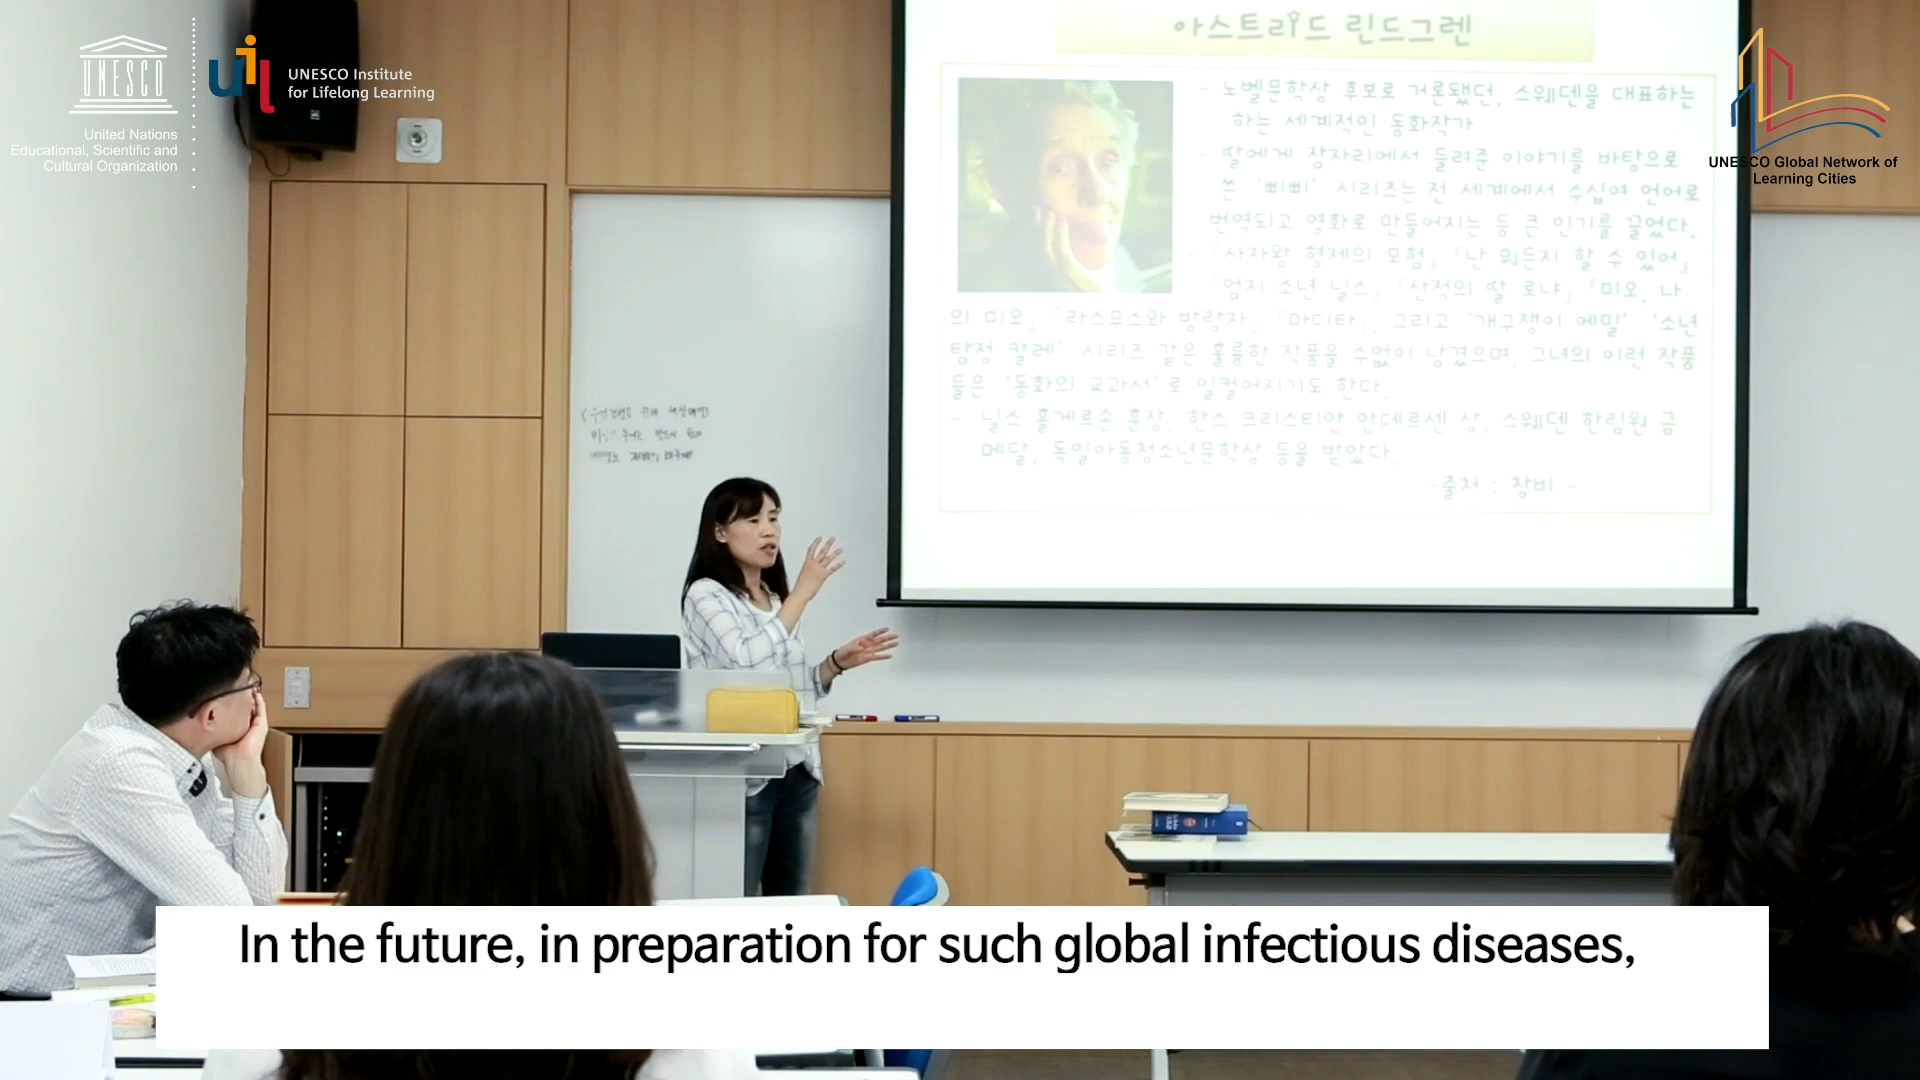 UNESCO
United Nations
Educational, Scientific and
Cultural Organization
uil
UNESCO Institute
for Lifelong Learning
UNESCO Global Network of
Learning Cities
아스트리드 린드그렌
- 노벨문학상 후보로 거론됐던, 스웨덴을 대표하는
하는 세계적인 동화작가
- 딸에게 잠자리에서 들려준 이야기를 바탕으로
쓴 '삐삐' 시리즈는 전 세계에서 수십여 언어로
번역되고 영화로 만들어지는 등 큰 인기를 끌었다.
- 「사자왕 형제의 모험」「난 뭐든지 할 수 있어」
「엄지 소년 닐스」「산적의 딸 로냐」「미오, 나
의 미오」「라스무스와 방랑자」「마디타」, 그리고 '개구쟁이 에밀' '소년
탐정 칼레' 시리즈 같은 훌륭한 작품을 수없이 남겼으며, 그녀의 이런 작품
들은 '동화의 교과서'로 일컬어지기도 한다.
- 닐스 홀게르손 훈장, 한스 크리스티안 안데르센 상, 스웨덴 한림원 금
메달, 독일아동청소년문학상 등을 받았다.
-출처 : 창비 -
In the future, in preparation for such global infectious diseases,